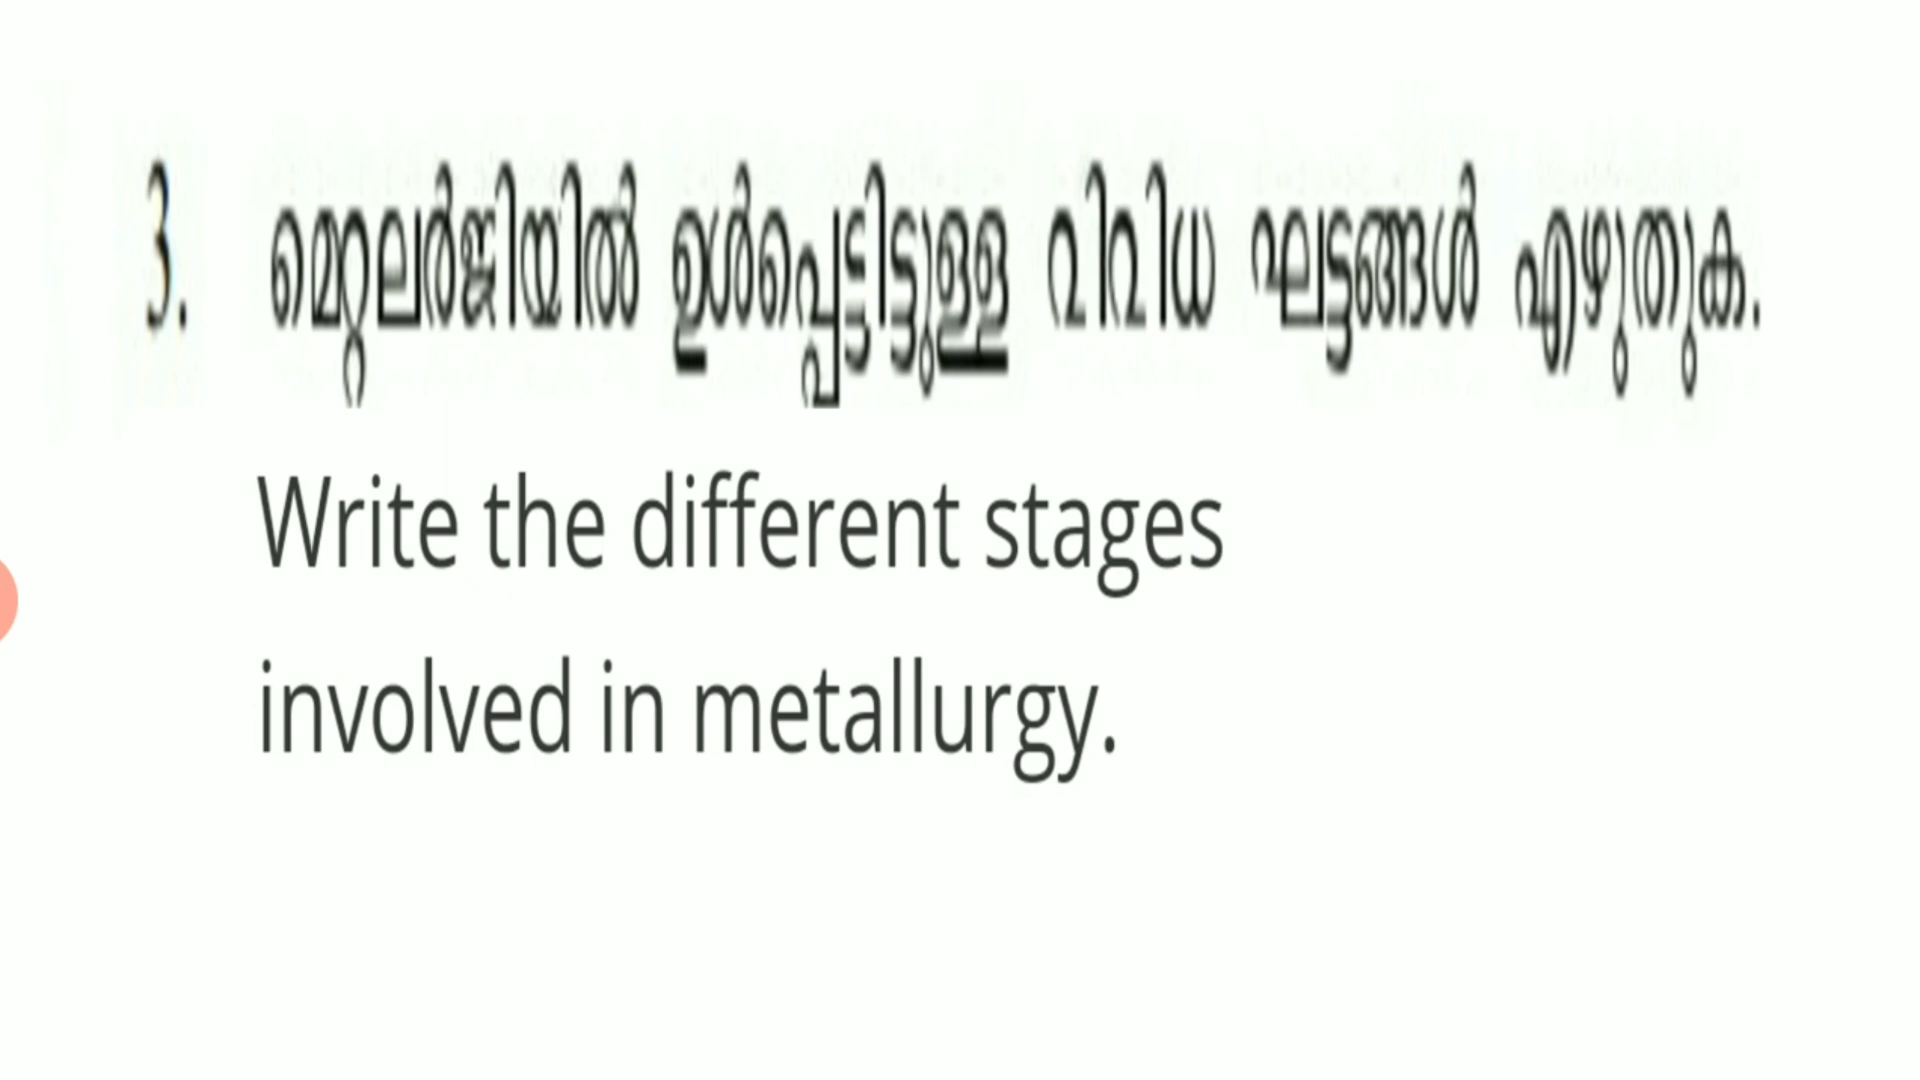 3. മെറ്റലർജിയിൽ ഉൾപ്പെട്ടിട്ടുള്ള വിവിധ ഘട്ടങ്ങൾ എഴുതുക.
Write the different stages
involved in metallurgy.